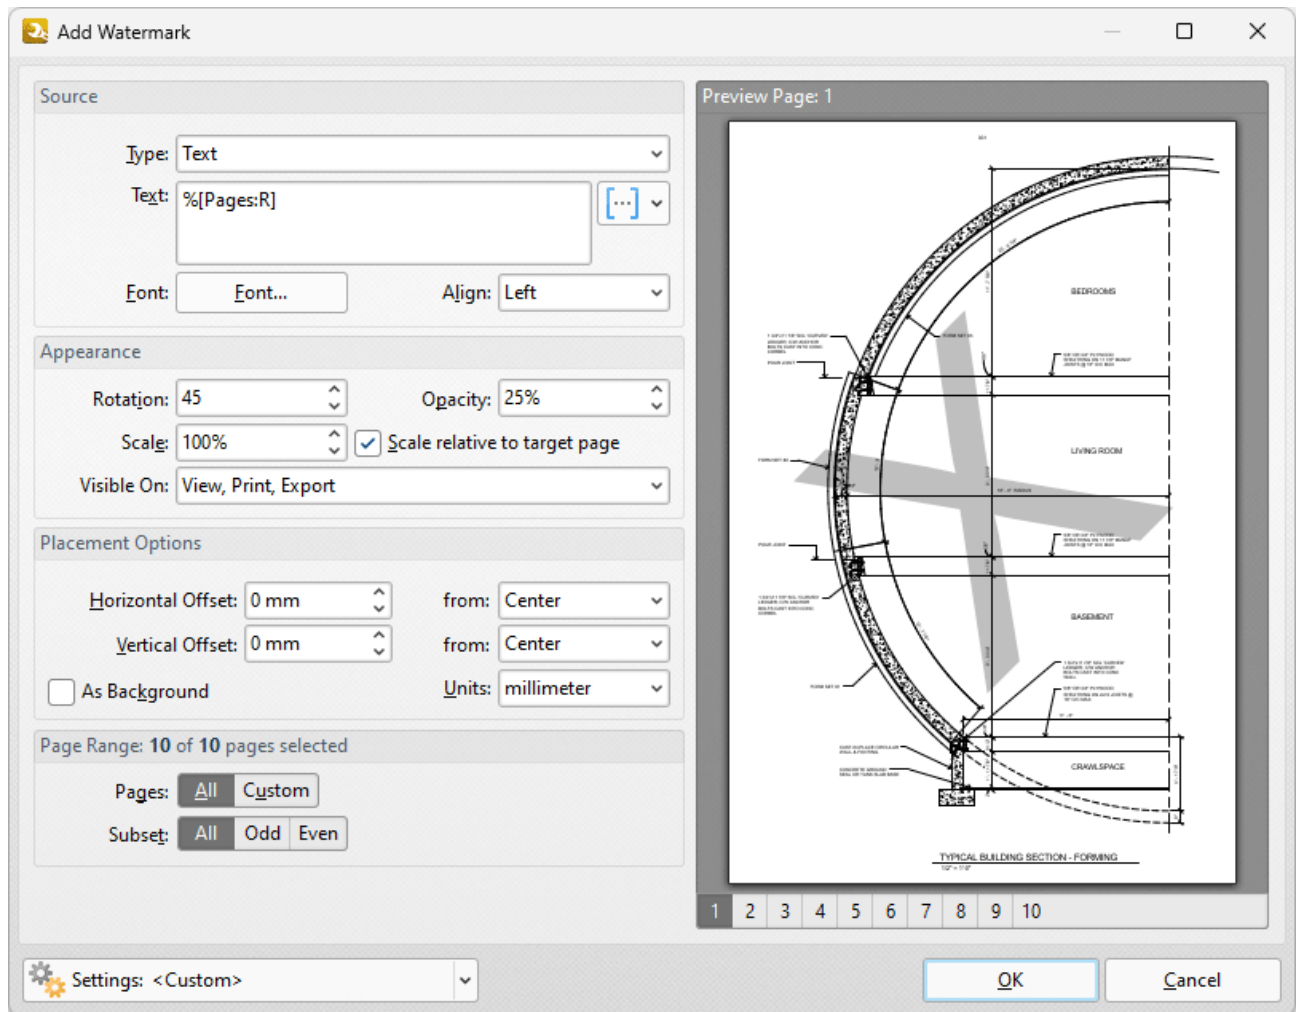 Add Watermark
Source
Type: Text
Text: %[Pages:R]
[...]
Font: Font...
Align: Left
Appearance
Rotation: 45
Opacity: 25%
Scale: 100%
Scale relative to target page
Visible On: View, Print, Export
Placement Options
Horizontal Offset: 0 mm
from: Center
Vertical Offset: 0 mm
from: Center
As Background
Units: millimeter
Page Range: 10 of 10 pages selected
Pages: All Custom
Subset: All Odd Even
Preview Page: 1
BEDROOMS
LIVING ROOM
BASEMENT
CRAWLSPACE
X
TYPICAL BUILDING SECTION - FORMING
1 2 3 4 5 6 7 8 9 10
Settings: <Custom>
OK
Cancel